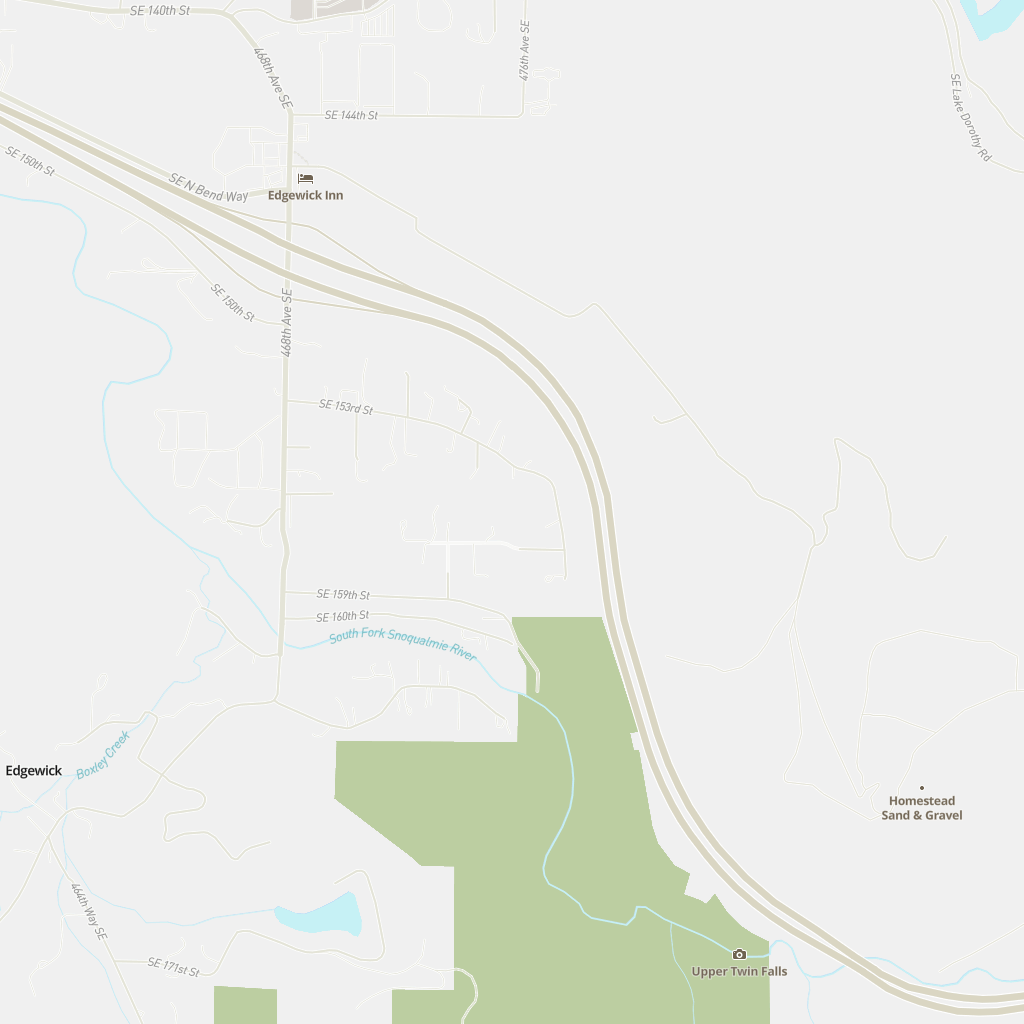 SE 140th St
468th Ave SE
476th Ave SE
SE Lake Dorothy Rd
SE 144th St
SE 150th St
SE N Bend Way
Edgewick Inn
SE 150th St
468th Ave SE
SE 153rd St
SE 159th St
SE 160th St
South Fork Snoqualmie River
Boxley Creek
Edgewick
Homestead
Sand & Gravel
464th Way SE
SE 171st St
Upper Twin Falls